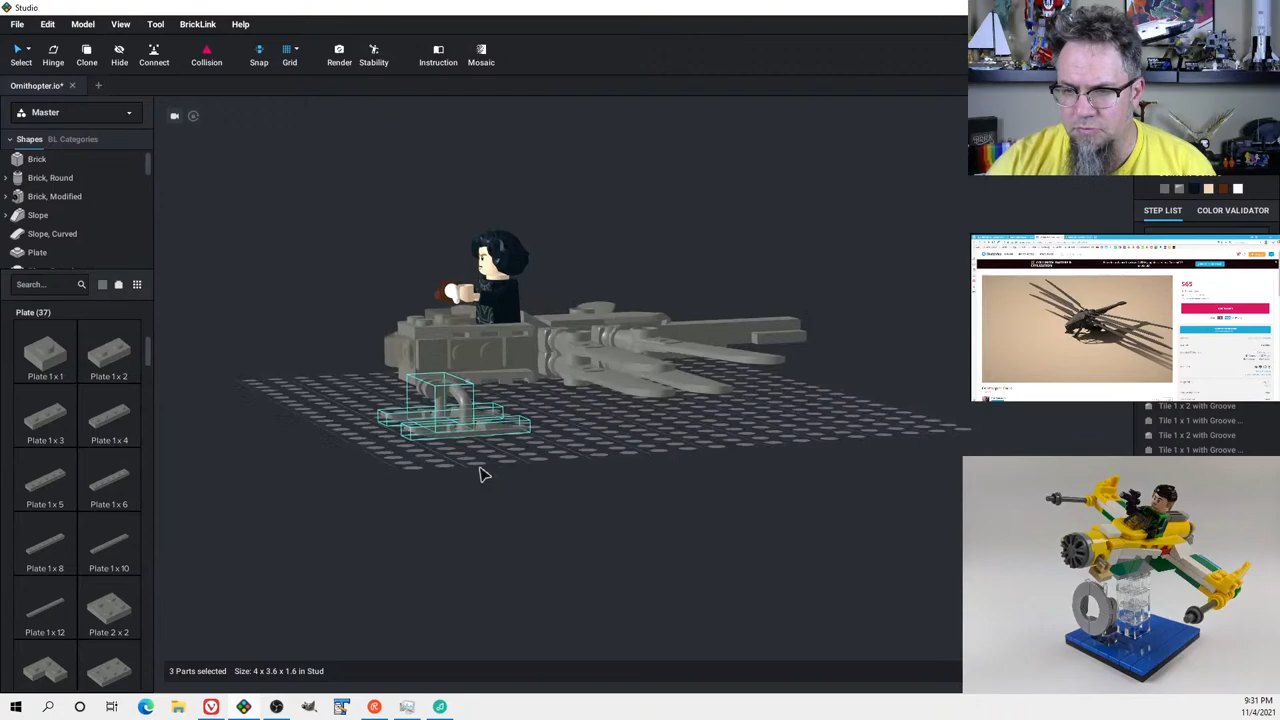 Studio
File Edit Model View Tool BrickLink Help
Select Hinge Clone Hide Connect Collision Snap Grid Render Stability Instruction Mosaic
Ornithopter.io*
Master
Shapes BL Categories
Brick
Brick, Round
Brick, Modified
Slope
Slope, Curved
STEP LIST COLOR VALIDATOR
Plate (37)
Plate 1 x 1
Plate 1 x 3 Plate 1 x 4
Plate 1 x 5 Plate 1 x 6
Plate 1 x 8 Plate 1 x 10
Plate 1 x 12 Plate 2 x 2
$65
Tile 1 x 2 with Groove
Tile 1 x 1 with Groove ...
Tile 1 x 2 with Groove
Tile 1 x 1 with Groove ...
3 Parts selected Size: 4 x 3.6 x 1.6 in Stud
9:31 PM
11/4/2021